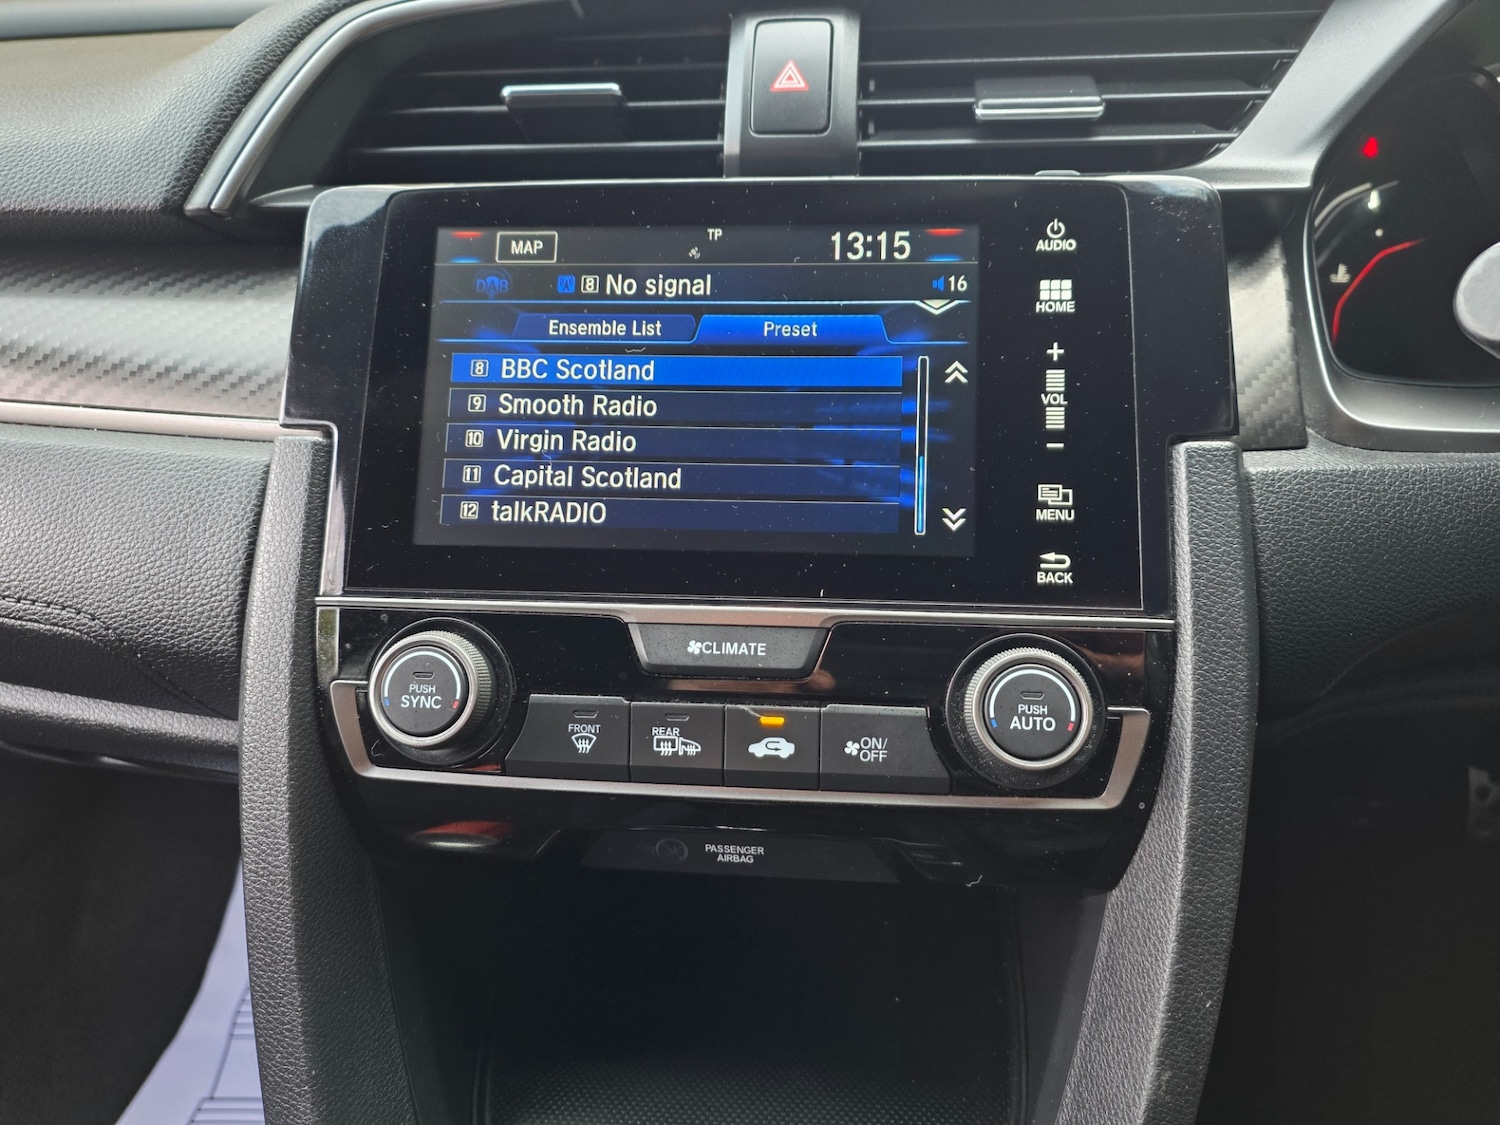 MAP
TP
13:15
DAB
8 No signal
16
Ensemble List
Preset
8 BBC Scotland
9 Smooth Radio
10 Virgin Radio
11 Capital Scotland
12 talkRADIO
AUDIO
HOME
+
VOL
−
MENU
BACK
CLIMATE
PUSH
SYNC
FRONT
REAR
ON/
OFF
PUSH
AUTO
PASSENGER
AIRBAG